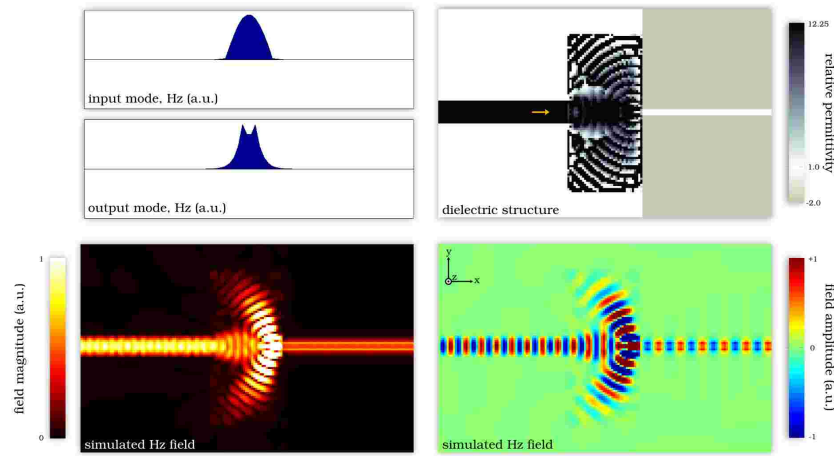 input mode, Hz (a.u.)
output mode, Hz (a.u.)
12.25
1.0
-2.0
relative permittivity
dielectric structure
1
0
field magnitude (a.u.)
simulated Hz field
y
z
x
+1
0
-1
field amplitude (a.u.)
simulated Hz field